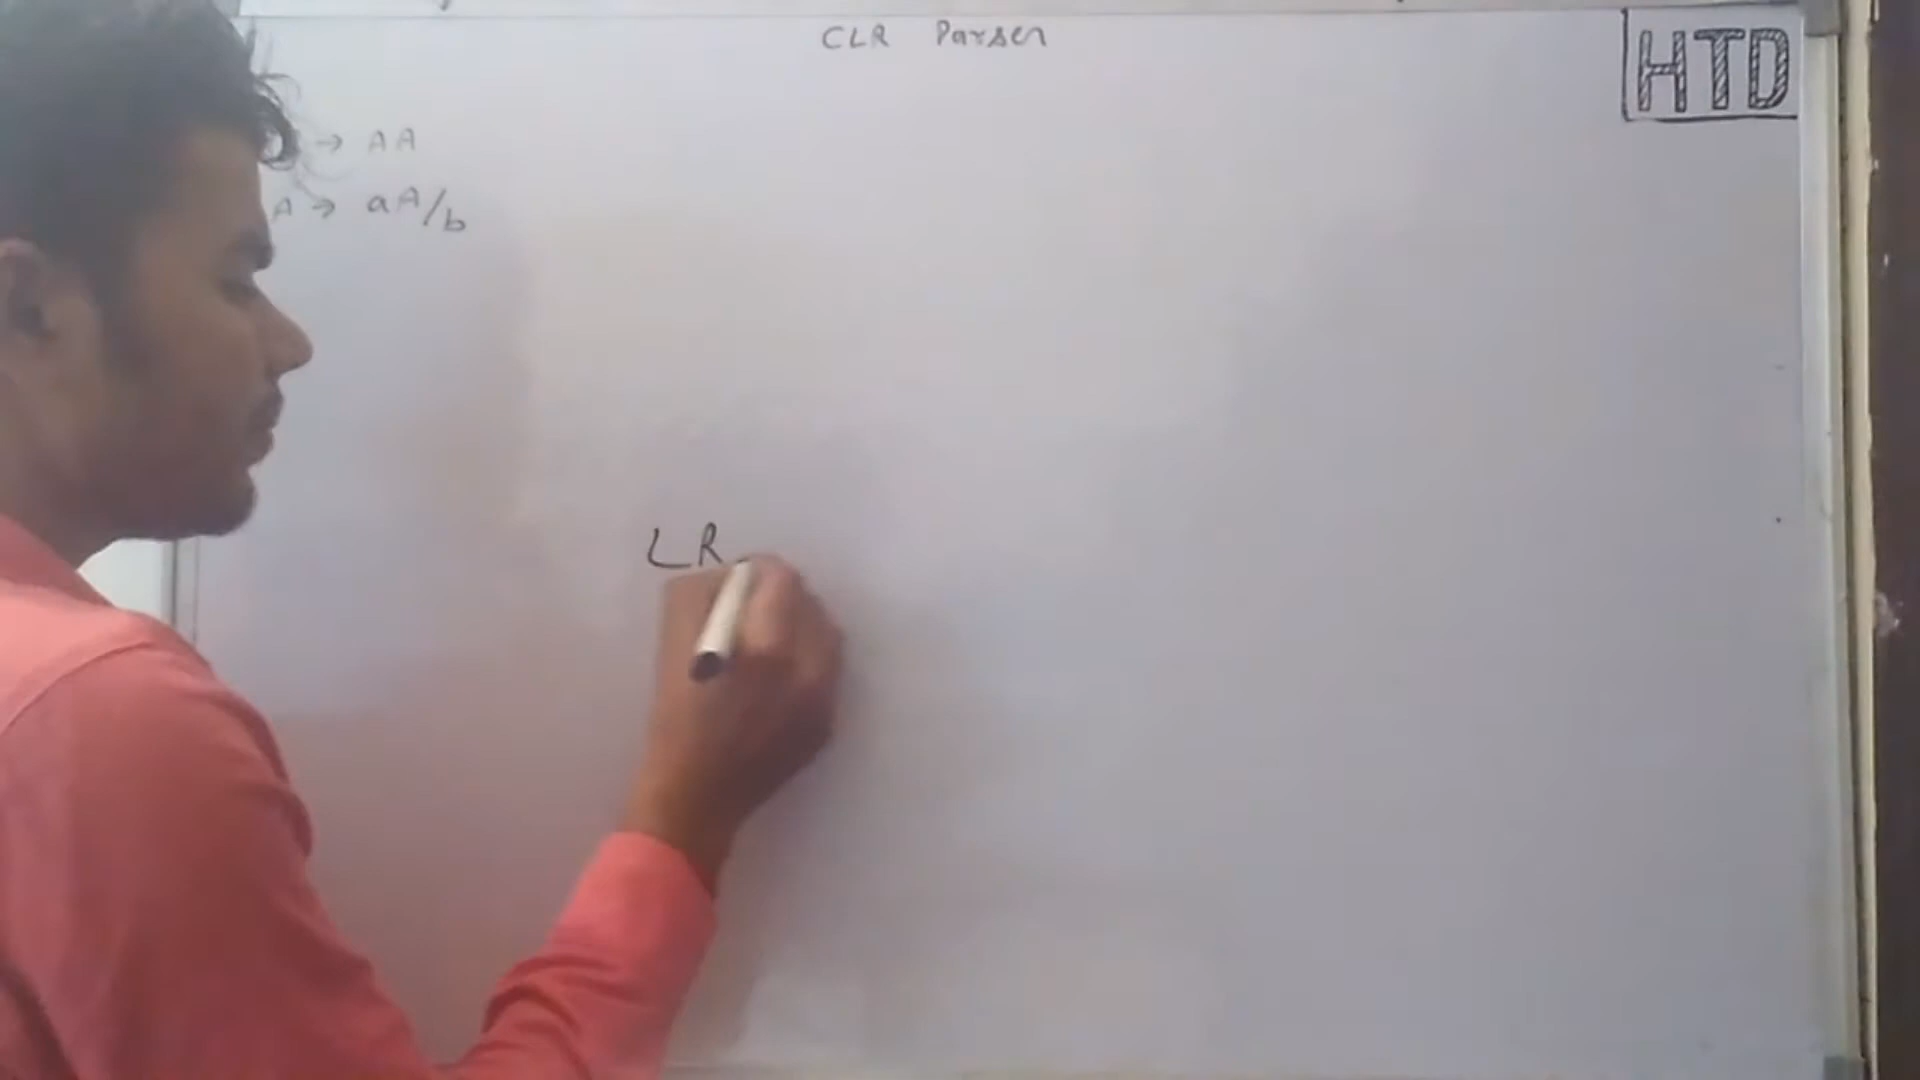 CLR Parser
HTD
→ AA
A → aA/b
LR